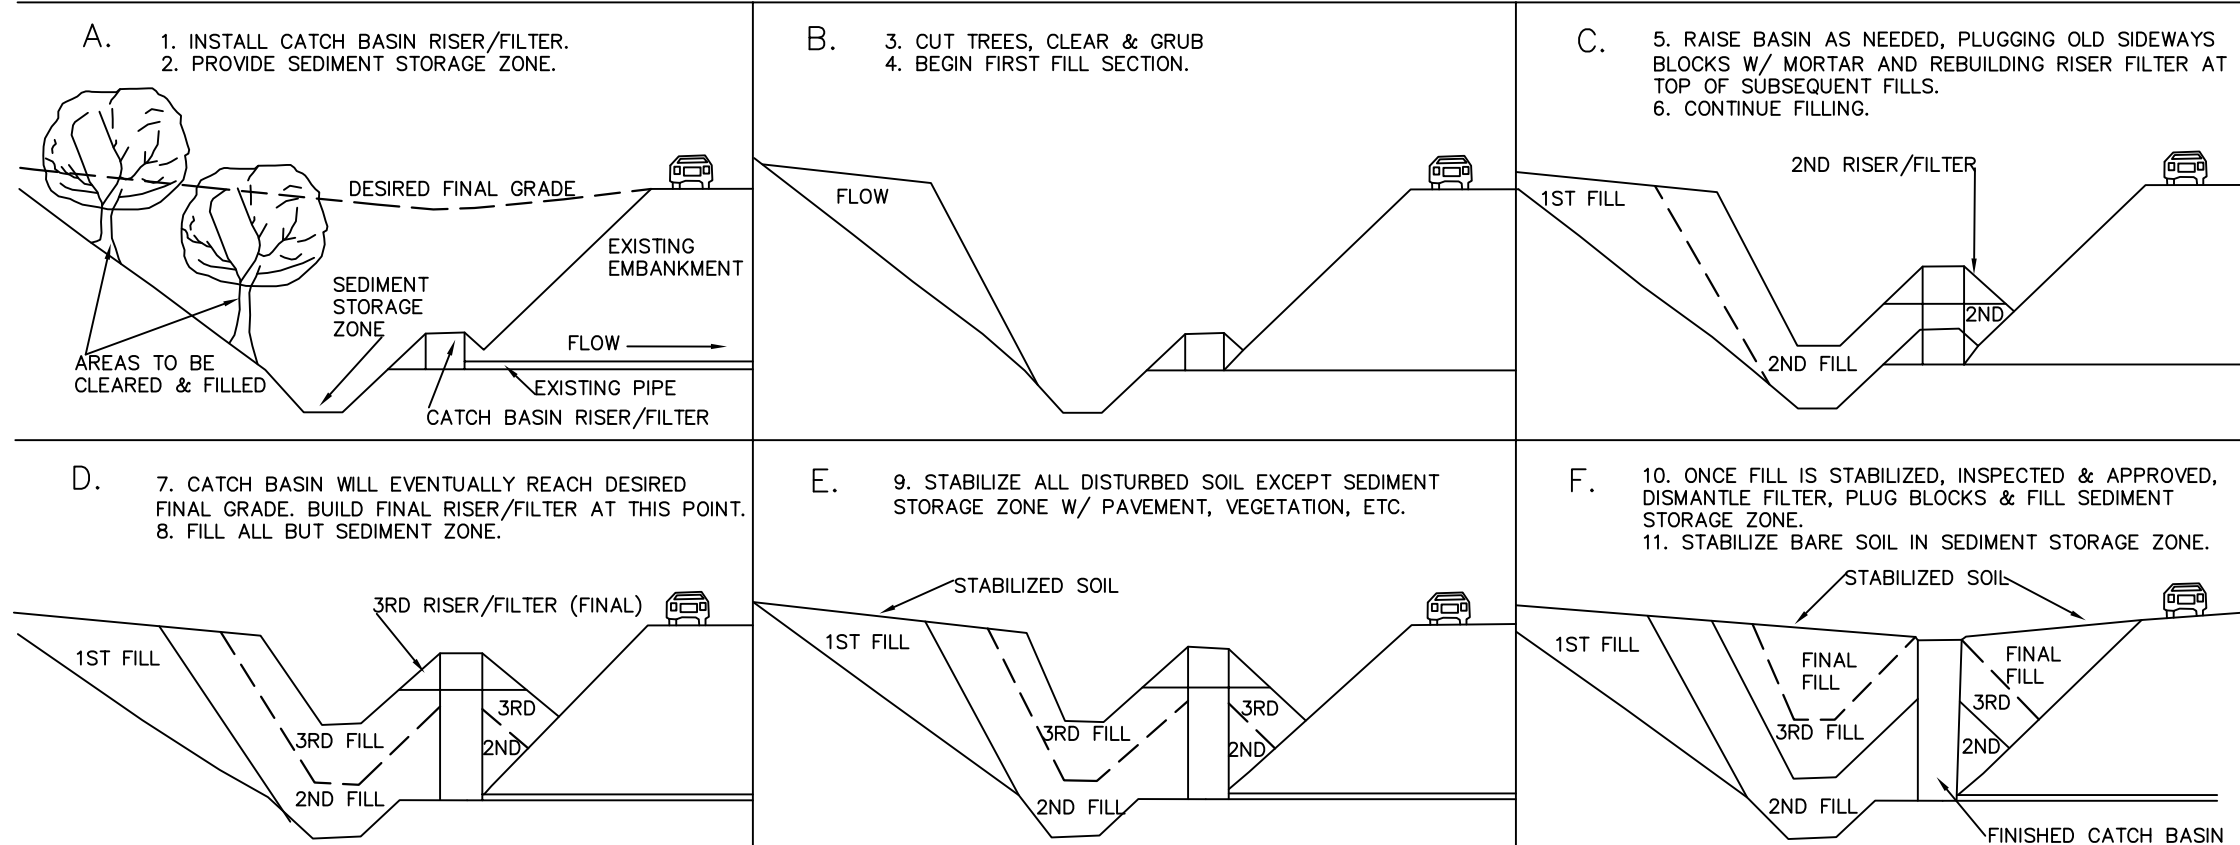 A.
1. INSTALL CATCH BASIN RISER/FILTER.
2. PROVIDE SEDIMENT STORAGE ZONE.
DESIRED FINAL GRADE
EXISTING
EMBANKMENT
SEDIMENT
STORAGE
ZONE
FLOW
AREAS TO BE
CLEARED & FILLED
EXISTING PIPE
CATCH BASIN RISER/FILTER
B.
3. CUT TREES, CLEAR & GRUB
4. BEGIN FIRST FILL SECTION.
FLOW
C.
5. RAISE BASIN AS NEEDED, PLUGGING OLD SIDEWAYS
BLOCKS W/ MORTAR AND REBUILDING RISER FILTER AT
TOP OF SUBSEQUENT FILLS.
6. CONTINUE FILLING.
2ND RISER/FILTER
1ST FILL
2ND
2ND FILL
D.
7. CATCH BASIN WILL EVENTUALLY REACH DESIRED
FINAL GRADE. BUILD FINAL RISER/FILTER AT THIS POINT.
8. FILL ALL BUT SEDIMENT ZONE.
3RD RISER/FILTER (FINAL)
1ST FILL
3RD
3RD FILL
2ND
2ND FILL
E.
9. STABILIZE ALL DISTURBED SOIL EXCEPT SEDIMENT
STORAGE ZONE W/ PAVEMENT, VEGETATION, ETC.
STABILIZED SOIL
1ST FILL
3RD
3RD FILL
2ND
2ND FILL
F.
10. ONCE FILL IS STABILIZED, INSPECTED & APPROVED,
DISMANTLE FILTER, PLUG BLOCKS & FILL SEDIMENT
STORAGE ZONE.
11. STABILIZE BARE SOIL IN SEDIMENT STORAGE ZONE.
STABILIZED SOIL
1ST FILL
FINAL
FILL
FINAL
FILL
3RD
3RD FILL
2ND
2ND FILL
FINISHED CATCH BASIN